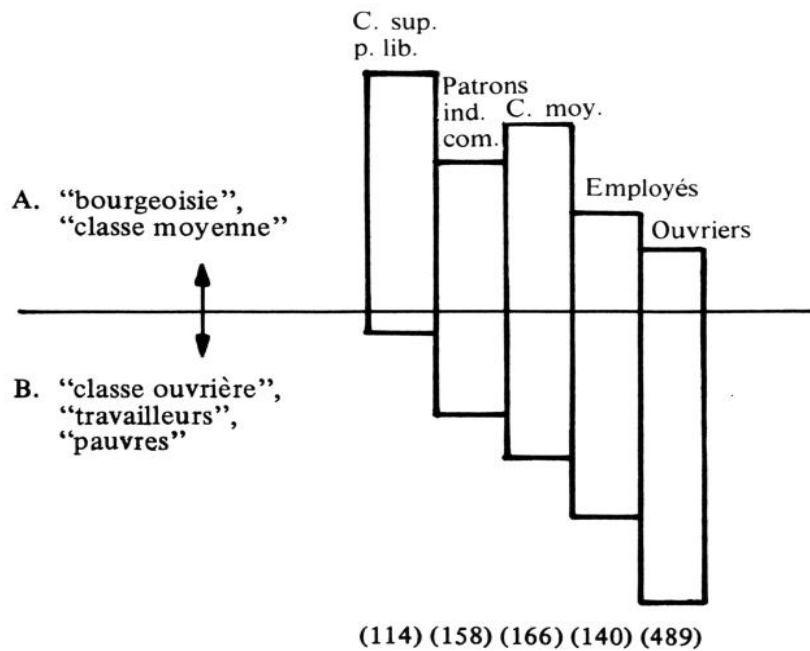 C. sup.
p. lib.
Patrons
ind.
com.
C. moy.
Employés
Ouvriers
A. “bourgeoisie”,
“classe moyenne”
B. “classe ouvrière”,
“travailleurs”,
“pauvres”
(114) (158) (166) (140) (489)